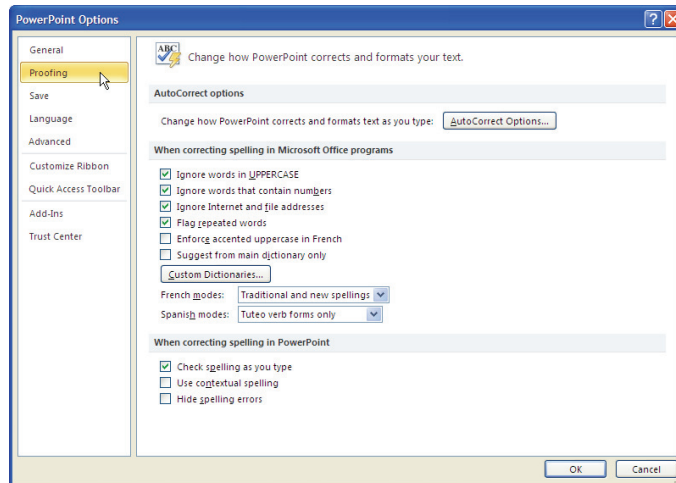 PowerPoint Options
General
Proofing
Save
Language
Advanced
Customize Ribbon
Quick Access Toolbar
Add-Ins
Trust Center
ABC
Change how PowerPoint corrects and formats your text.
AutoCorrect options
Change how PowerPoint corrects and formats text as you type: AutoCorrect Options...
When correcting spelling in Microsoft Office programs
Ignore words in UPPERCASE
Ignore words that contain numbers
Ignore Internet and file addresses
Flag repeated words
Enforce accented uppercase in French
Suggest from main dictionary only
Custom Dictionaries...
French modes: Traditional and new spellings
Spanish modes: Tuteo verb forms only
When correcting spelling in PowerPoint
Check spelling as you type
Use contextual spelling
Hide spelling errors
OK Cancel